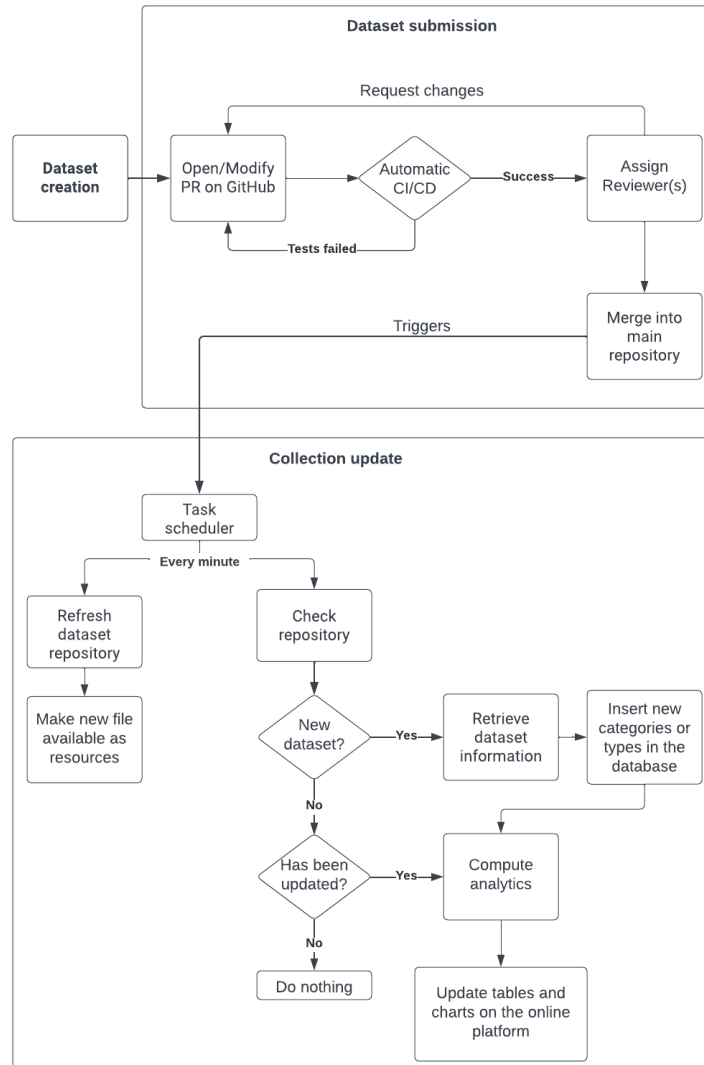 Dataset submission
Request changes
Dataset
creation
Open/Modify
PR on GitHub
Automatic
CI/CD
Success
Assign
Reviewer(s)
Tests failed
Merge into
main
repository
Triggers
Collection update
Task
scheduler
Every minute
Refresh
dataset
repository
Check
repository
Make new file
available as
resources
New
dataset?
Yes
Retrieve
dataset
information
Insert new
categories or
types in the
database
No
Has been
updated?
Yes
Compute
analytics
No
Do nothing
Update tables and
charts on the online
platform